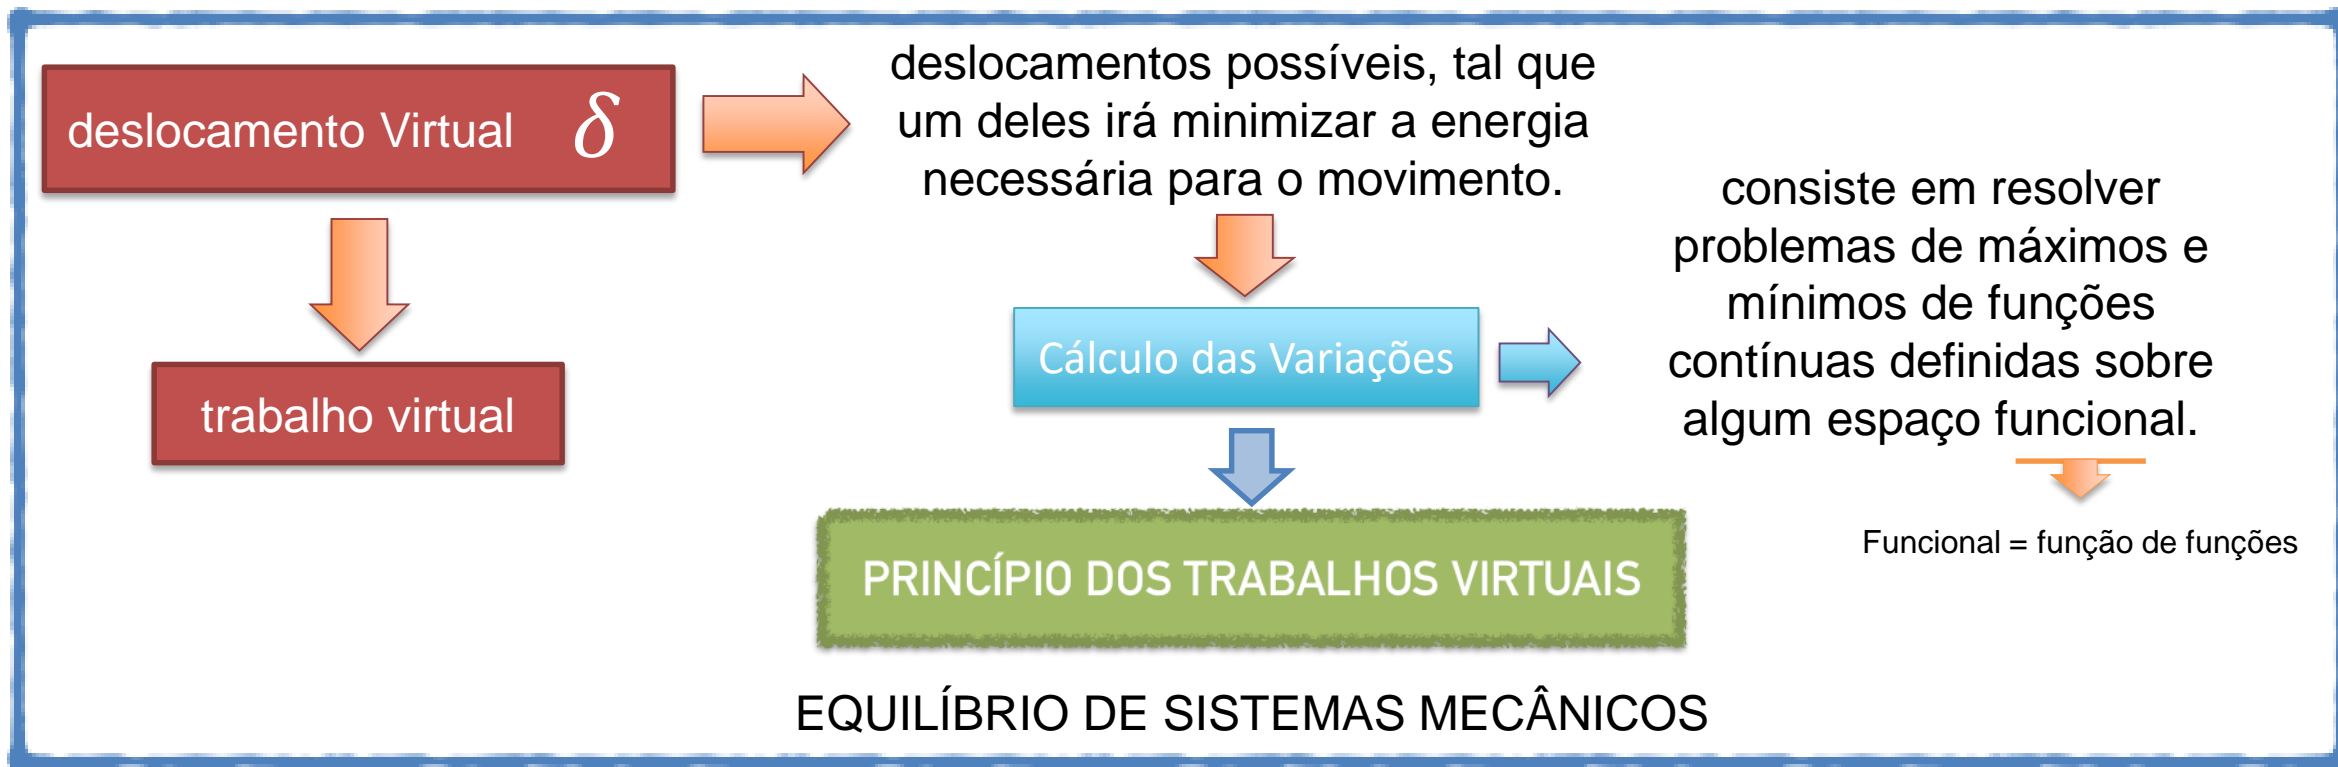 deslocamento Virtual δ
deslocamentos possíveis, tal que
um deles irá minimizar a energia
necessária para o movimento.
trabalho virtual
Cálculo das Variações
consiste em resolver
problemas de máximos e
mínimos de funções
contínuas definidas sobre
algum espaço funcional.
Funcional = função de funções
PRINCÍPIO DOS TRABALHOS VIRTUAIS
EQUILÍBRIO DE SISTEMAS MECÂNICOS